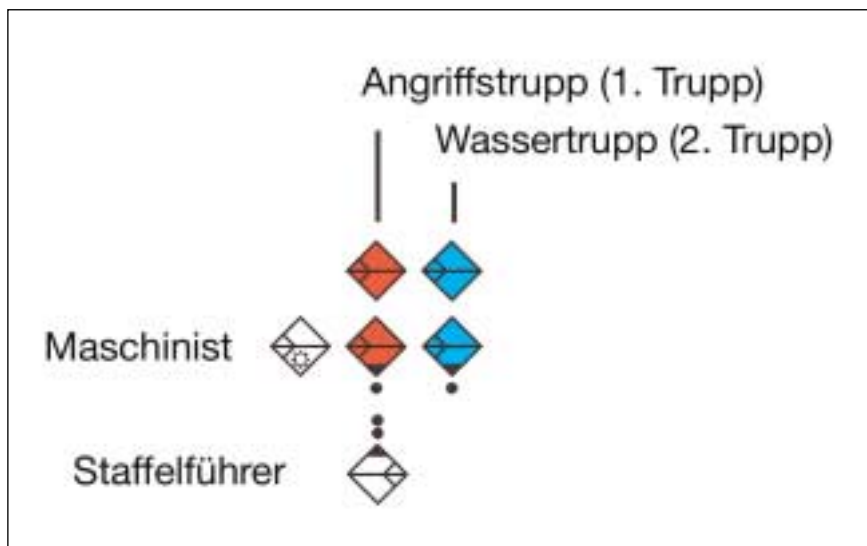 Angriffstrupp (1. Trupp)
Wassertrupp (2. Trupp)
Maschinist
Staffelführer